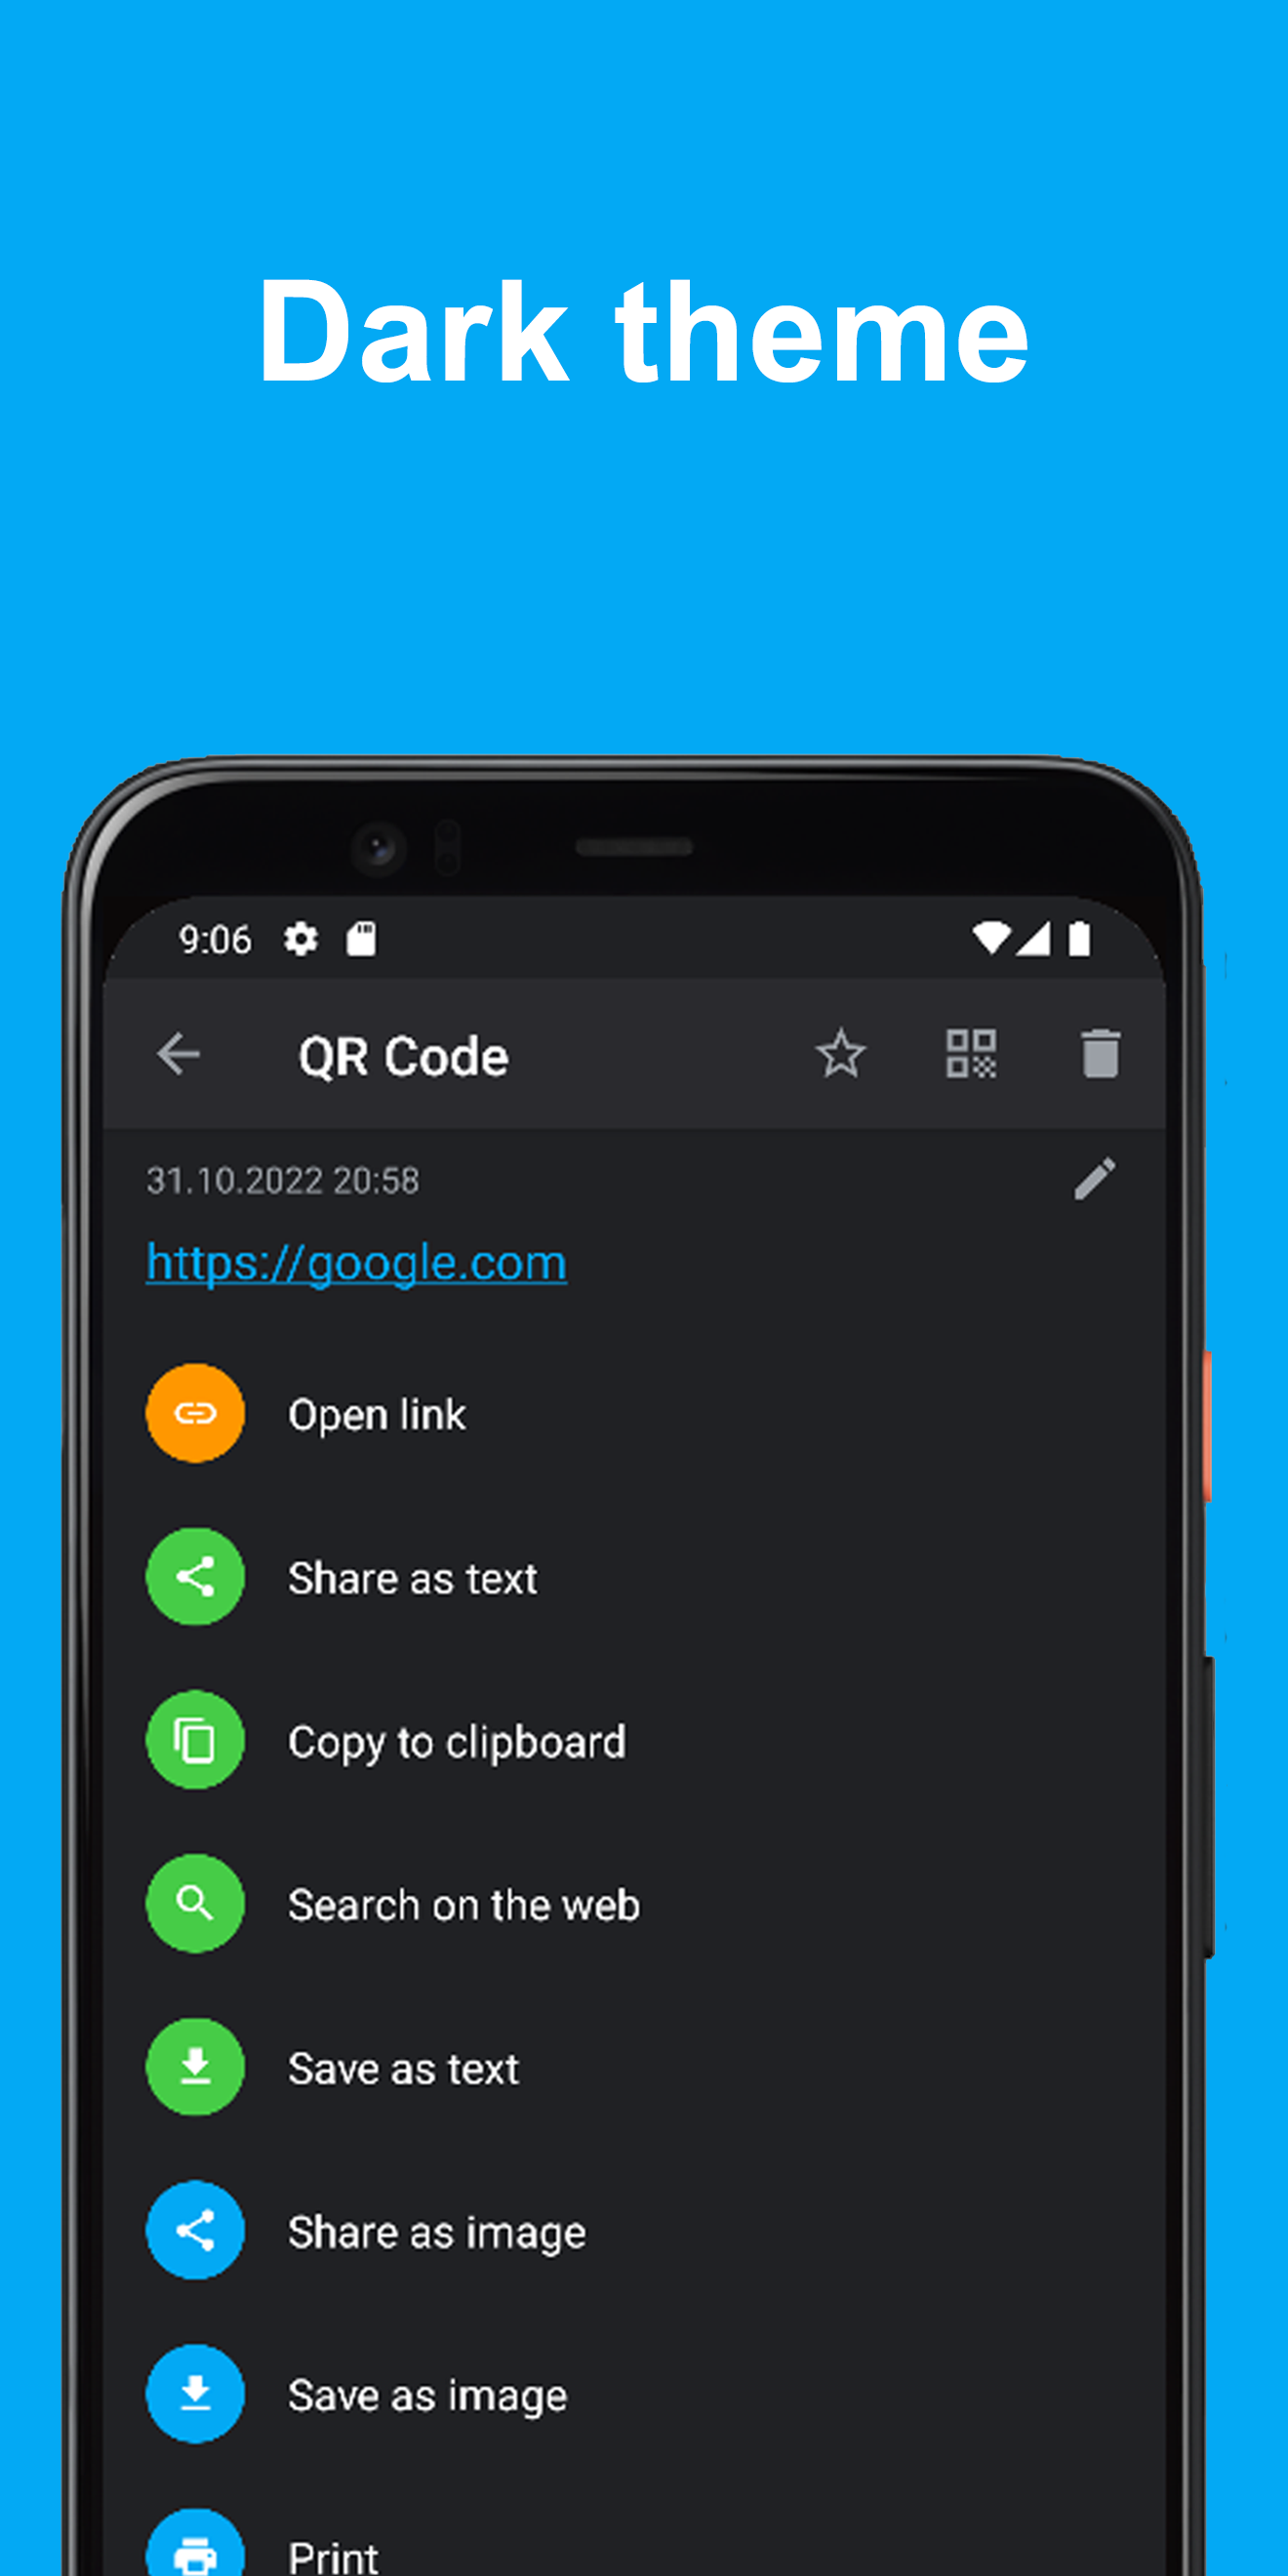 Dark theme
9:06
QR Code
31.10.2022 20:58
https://google.com
Open link
Share as text
Copy to clipboard
Search on the web
Save as text
Share as image
Save as image
Print